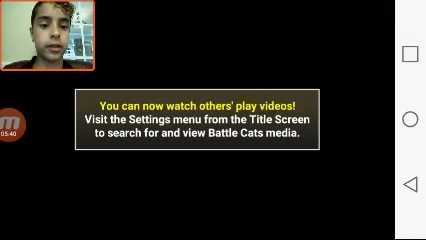 You can now watch others' play videos!
Visit the Settings menu from the Title Screen
to search for and view Battle Cats media.
05:40